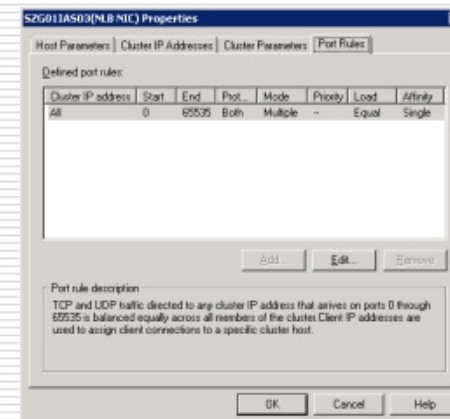 SZG01IAS03(NLB NIC) Properties
Host Parameters Cluster IP Addresses Cluster Parameters Port Rules
Defined port rules:
Cluster IP address Start End Prot... Mode Priority Load Affinity
All 0 65535 Both Multiple -- Equal Single
Add... Edit... Remove
Port rule description
TCP and UDP traffic directed to any cluster IP address that arrives on ports 0 through
65535 is balanced equally across all members of the cluster.Client IP addresses are
used to assign client connections to a specific cluster host.
OK Cancel Help